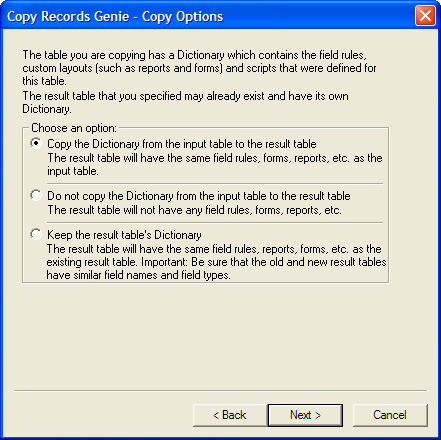 Copy Records Genie - Copy Options
The table you are copying has a Dictionary which contains the field rules,
custom layouts (such as reports and forms) and scripts that were defined for
this table.
The result table that you specified may already exist and have its own
Dictionary.
Choose an option:
Copy the Dictionary from the input table to the result table
The result table will have the same field rules, forms, reports, etc. as the
input table.
Do not copy the Dictionary from the input table to the result table
The result table will not have any field rules, forms, reports, etc.
Keep the result table's Dictionary
The result table will have the same field rules, reports, forms, etc. as the
existing result table. Important: Be sure that the old and new result tables
have similar field names and field types.
< Back
Next >
Cancel